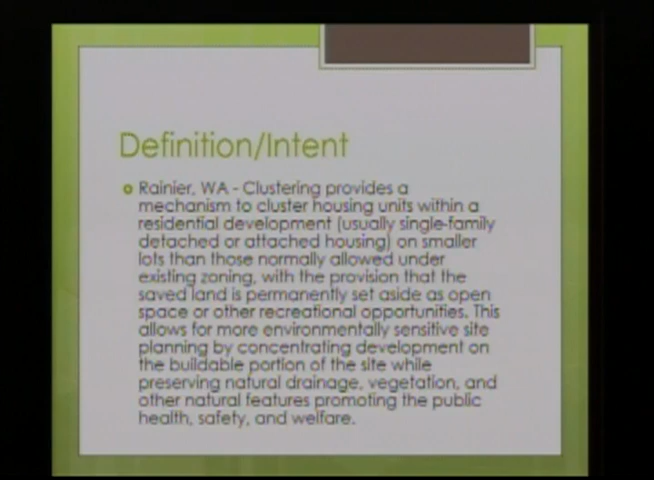 Definition/Intent
Rainier, WA - Clustering provides a
mechanism to cluster housing units within a
residential development (usually single-family
detached or attached housing) on smaller
lots than those normally allowed under
existing zoning, with the provision that the
saved land is permanently set aside as open
space or other recreational opportunities. This
allows for more environmentally sensitive site
planning by concentrating development on
the buildable portion of the site while
preserving natural drainage, vegetation, and
other natural features promoting the public
health, safety, and welfare.